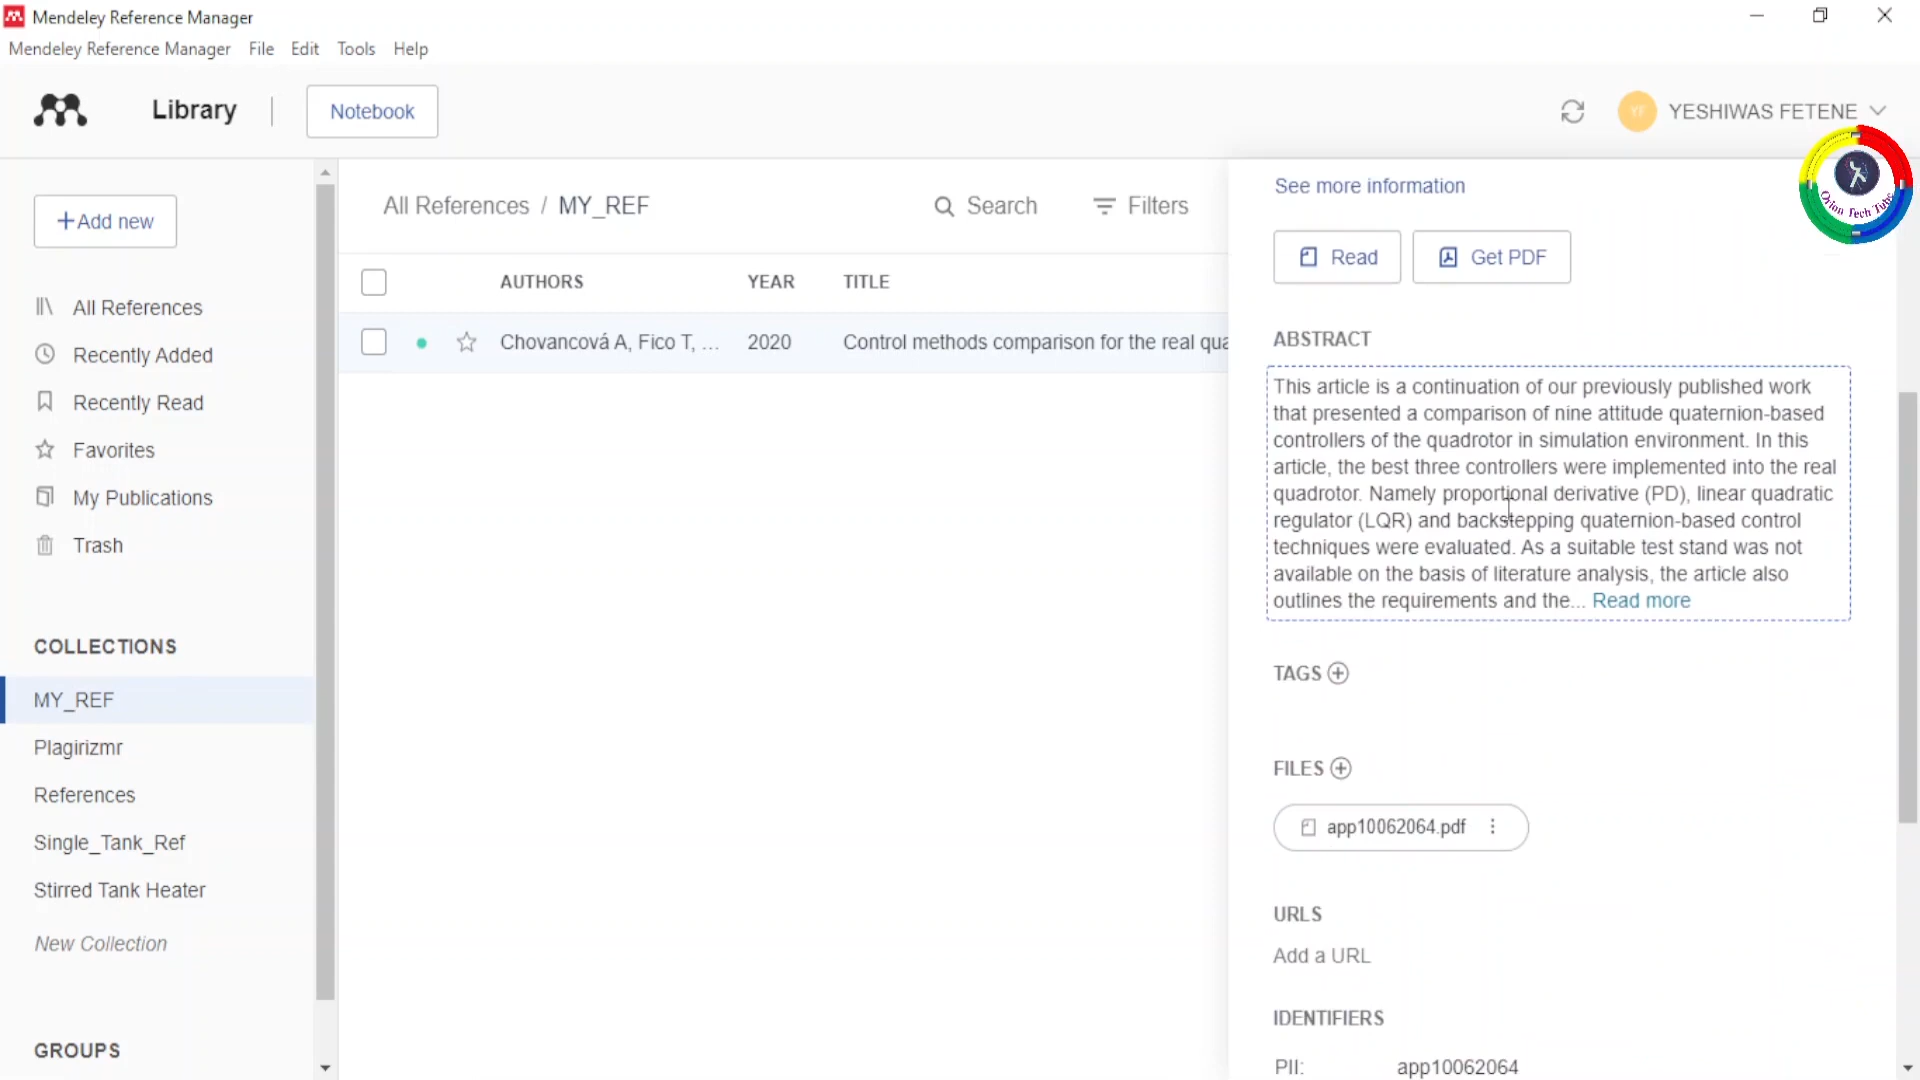 Mendeley Reference Manager
Mendeley Reference Manager File Edit Tools Help
Library
Notebook
YF YESHIWAS FETENE
Orion Tech Tube
+Add new
All References
Recently Added
Recently Read
Favorites
My Publications
Trash
COLLECTIONS
MY_REF
Plagirizmr
References
Single_Tank_Ref
Stirred Tank Heater
New Collection
GROUPS
All References / MY_REF
Search
Filters
AUTHORS YEAR TITLE
Chovancová A, Fico T, ... 2020 Control methods comparison for the real qua
See more information
Read
Get PDF
ABSTRACT
This article is a continuation of our previously published work
that presented a comparison of nine attitude quaternion-based
controllers of the quadrotor in simulation environment. In this
article, the best three controllers were implemented into the real
quadrotor. Namely proportional derivative (PD), linear quadratic
regulator (LQR) and backstepping quaternion-based control
techniques were evaluated. As a suitable test stand was not
available on the basis of literature analysis, the article also
outlines the requirements and the... Read more
TAGS
FILES
app10062064.pdf
URLS
Add a URL
IDENTIFIERS
PII: app10062064